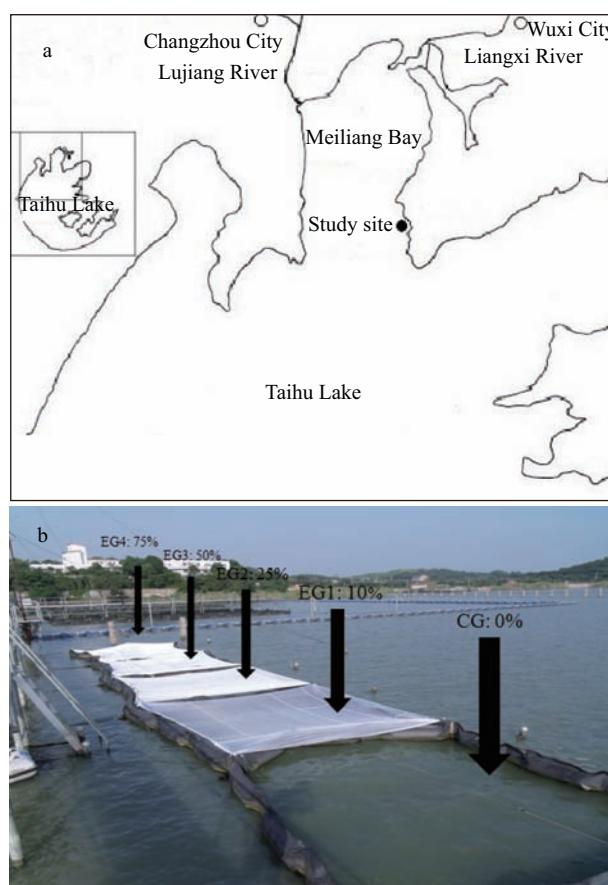 a
Changzhou City
Lujiang River
Wuxi City
Liangxi River
Meiliang Bay
Taihu Lake
Study site
Taihu Lake
b
EG4: 75%
EG3: 50%
EG2: 25%
EG1: 10%
CG: 0%